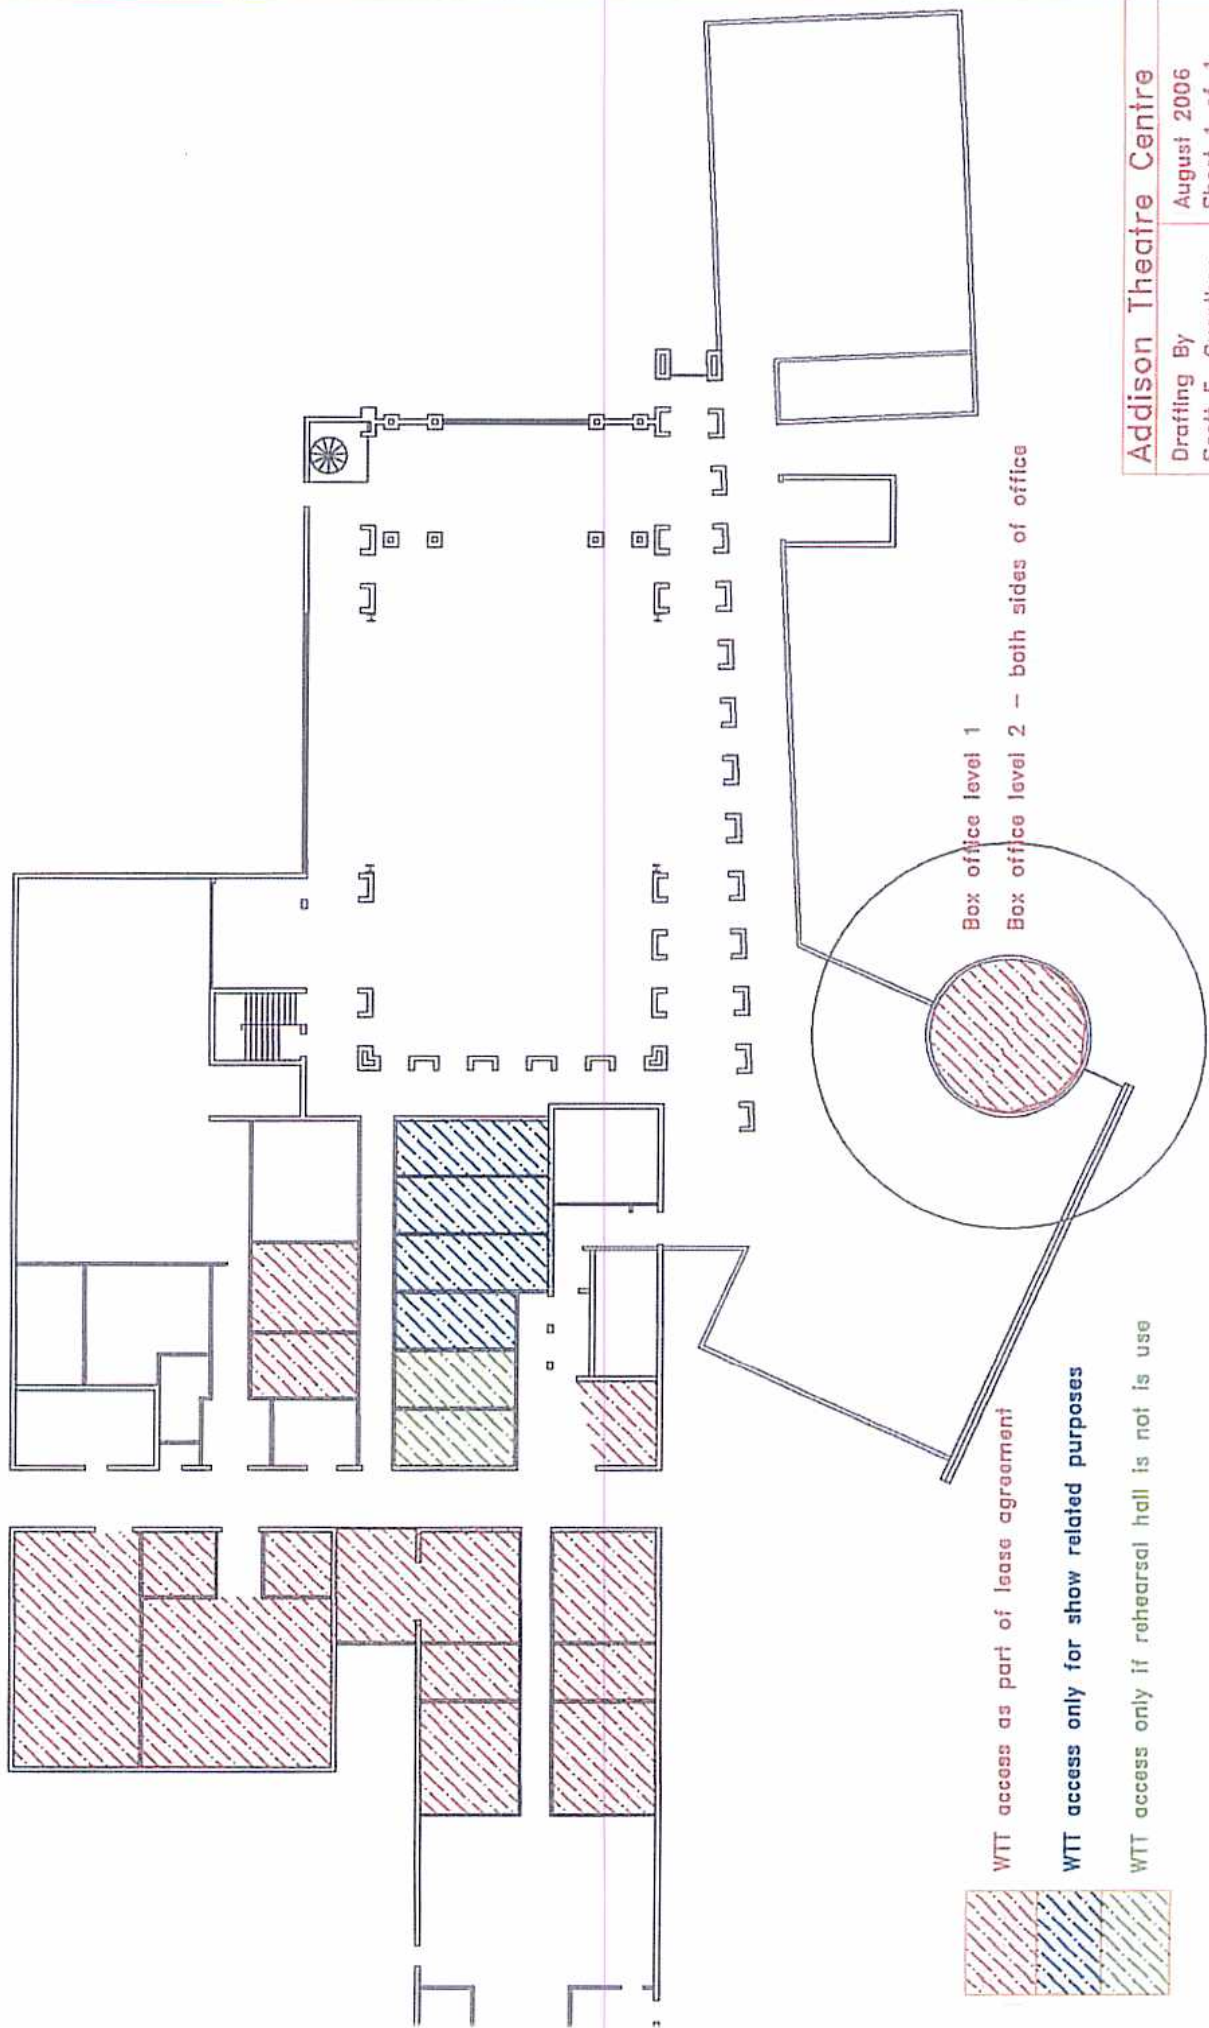 Addison Theatre Centre
Drafting By
August 2006
Box office level 1
Box office level 2 - both sides of office
WTT access as part of lease agreement
WTT access only for show related purposes
WTT access only if rehearsal hall is not is use